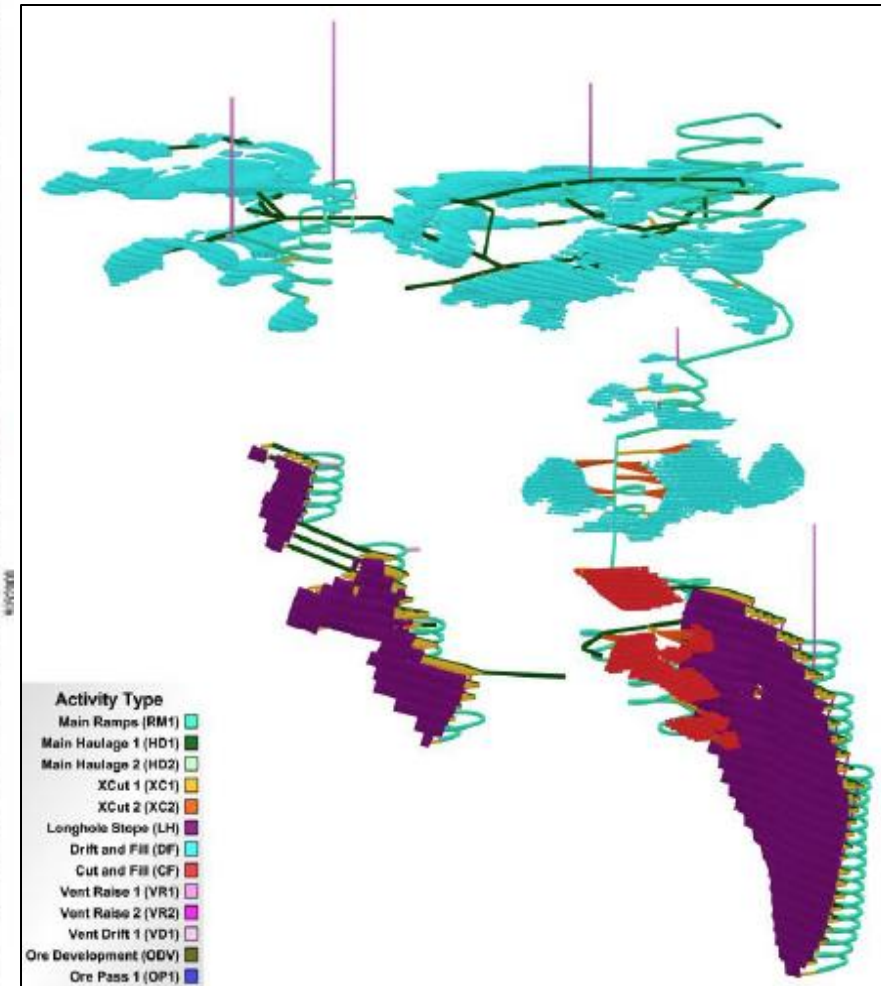 Activity Type
Main Ramps (RM1)
Main Haulage 1 (HD1)
Main Haulage 2 (HD2)
XCut 1 (XC1)
XCut 2 (XC2)
Longhole Stope (LH)
Drift and Fill (DF)
Cut and Fill (CF)
Vent Raise 1 (VR1)
Vent Raise 2 (VR2)
Vent Drift 1 (VD1)
Ore Development (ODV)
Ore Pass 1 (OP1)